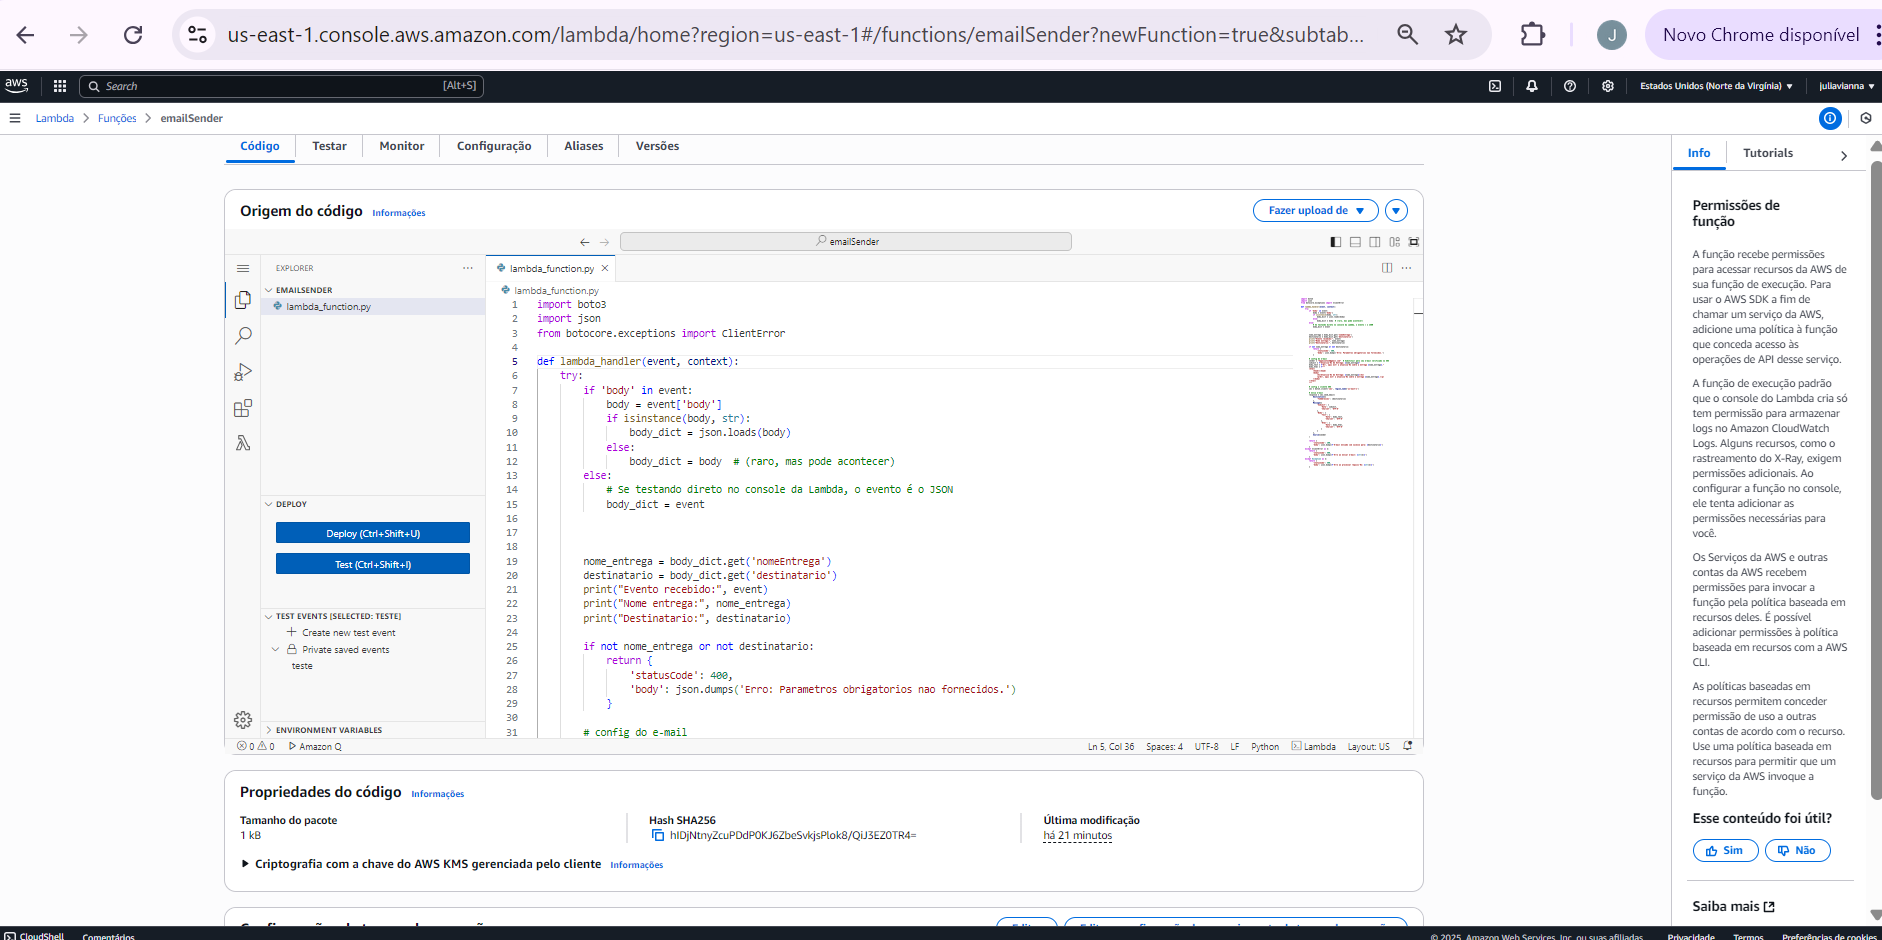 us-east-1.console.aws.amazon.com/lambda/home?region=us-east-1#/functions/emailSender?newFunction=true&subtab...
J
Novo Chrome disponível
aws
Search
[Alt+S]
Estados Unidos (Norte da Virgínia)
juliavianna
Lambda
Funções
emailSender
Código
Testar
Monitor
Configuração
Aliases
Versões
Info
Tutorials
Origem do código
Informações
Fazer upload de
emailSender
EXPLORER
EMAILSENDER
lambda_function.py
DEPLOY
Deploy (Ctrl+Shift+U)
Test (Ctrl+Shift+I)
TEST EVENTS [SELECTED: TESTE]
Create new test event
Private saved events
teste
ENVIRONMENT VARIABLES
lambda_function.py
lambda_function.py
1 import boto3
2 import json
3 from botocore.exceptions import ClientError
4
5 def lambda_handler(event, context):
6 try:
7 if 'body' in event:
8 body = event['body']
9 if isinstance(body, str):
10 body_dict = json.loads(body)
11 else:
12 body_dict = body # (raro, mas pode acontecer)
13 else:
14 # Se testando direto no console da Lambda, o evento é o JSON
15 body_dict = event
16
17
18
19 nome_entrega = body_dict.get('nomeEntrega')
20 destinatario = body_dict.get('destinatario')
21 print("Evento recebido:", event)
22 print("Nome entrega:", nome_entrega)
23 print("Destinatario:", destinatario)
24
25 if not nome_entrega or not destinatario:
26 return {
27 'statusCode': 400,
28 'body': json.dumps('Erro: Parametros obrigatorios nao fornecidos.')
29 }
30
31 # config do e-mail
0 0
Amazon Q
Ln 5, Col 36
Spaces: 4
UTF-8
LF
Python
Lambda
Layout: US
Propriedades do código
Informações
Tamanho do pacote
1 kB
Hash SHA256
hIDjNtnyZcuPDdP0KJ6ZbeSvkjsPlok8/QiJ3EZ0TR4=
Última modificação
há 21 minutos
Criptografia com a chave do AWS KMS gerenciada pelo cliente
Informações
Permissões de
função
A função recebe permissões
para acessar recursos da AWS de
sua função de execução. Para
usar o AWS SDK a fim de
chamar um serviço da AWS,
adicione uma política à função
que conceda acesso às
operações de API desse serviço.
A função de execução padrão
que o console do Lambda cria só
tem permissão para armazenar
logs no Amazon CloudWatch
Logs. Alguns recursos, como o
rastreamento do X-Ray, exigem
permissões adicionais. Ao
configurar a função no console,
ele tenta adicionar as
permissões necessárias para
você.
Os Serviços da AWS e outras
contas da AWS recebem
permissões para invocar a
função pela política baseada em
recursos deles. É possível
adicionar permissões à política
baseada em recursos com a AWS
CLI.
As políticas baseadas em
recursos permitem conceder
permissão de uso a outras
contas de acordo com o recurso.
Use uma política baseada em
recursos para permitir que um
serviço da AWS invoque a
função.
Esse conteúdo foi útil?
Sim
Não
Saiba mais
CloudShell
Comentários
© 2025, Amazon Web Services, Inc. ou suas afiliadas.
Privacidade
Termos
Preferências de cookies